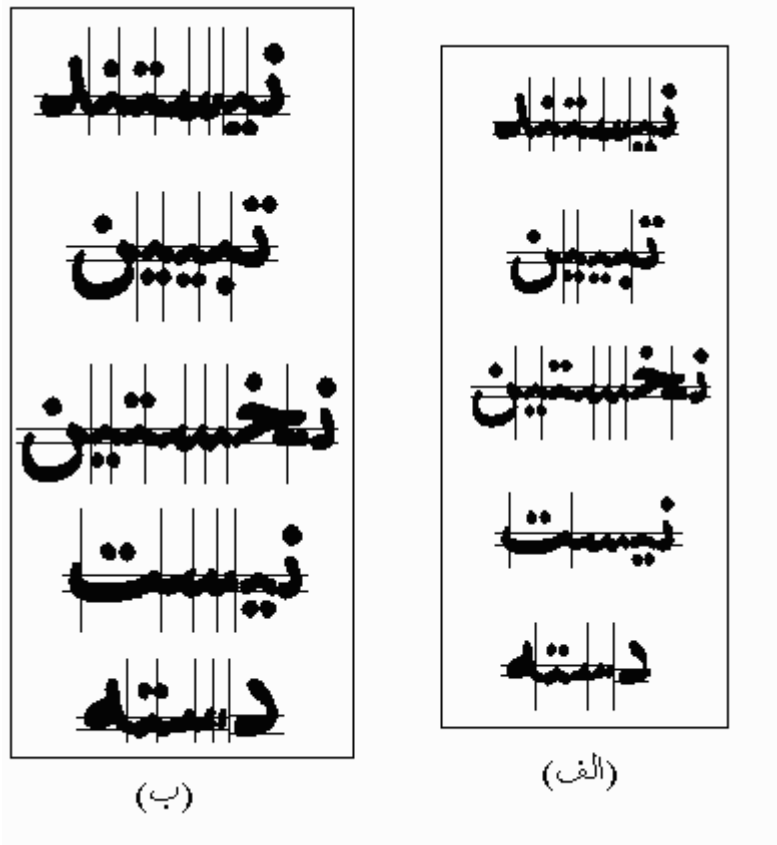 نیستند
تبیین
نخستین
نیست
دسته
(الف)
نیستند
تبیین
نخستین
نیست
دسته
(ب)